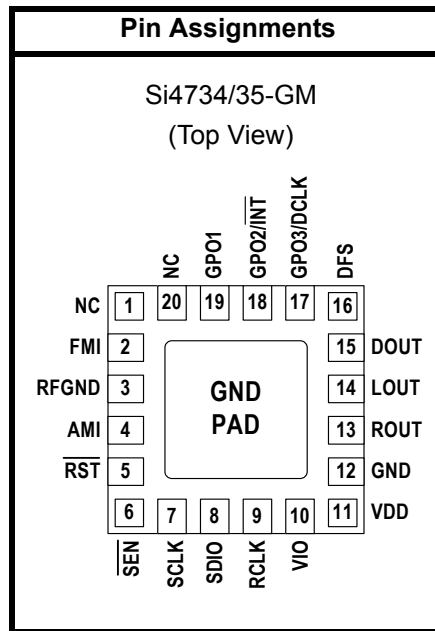 Pin Assignments
Si4734/35-GM
(Top View)
NC
GPO1
GPO2/INT
GPO3/DCLK
DFS
NC 1 20 19 18 17 16
FMI 2 15 DOUT
RFGND 3 GND 14 LOUT
AMI 4 PAD 13 ROUT
RST 5 12 GND
6 7 8 9 10 11 VDD
SEN
SCLK
SDIO
RCLK
VIO